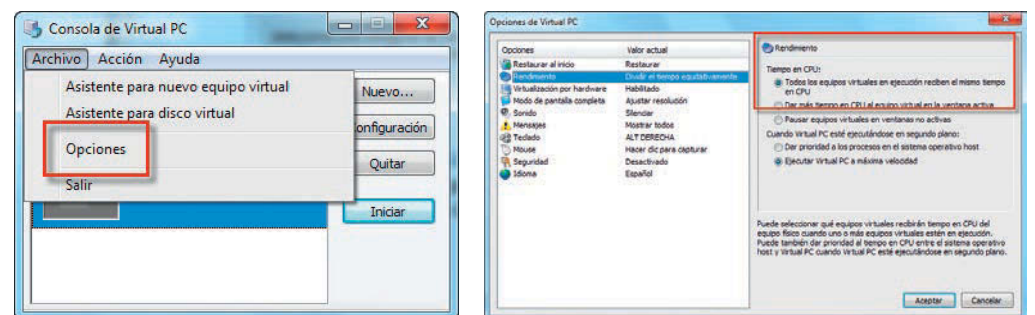 Consola de Virtual PC
Archivo Acción Ayuda
Asistente para nuevo equipo virtual
Asistente para disco virtual
Opciones
Salir
Nuevo...
onfiguración
Quitar
Iniciar
Opciones de Virtual PC
Opciones Valor actual
Restaurar al inicio Restaurar
Rendimiento Dividir el tiempo equitativamente
Virtualización por hardware Habilitado
Modo de pantalla completa Ajustar resolución
Sonido Silenciar
Mensajes Mostrar todos
Teclado ALT DERECHA
Mouse Hacer clic para capturar
Seguridad Desactivado
Idioma Español
Rendimiento
Tiempo en CPU:
Todos los equipos virtuales en ejecución reciben el mismo tiempo
en CPU
Dar más tiempo en CPU al equipo virtual en la ventana activa
Pausar equipos virtuales en ventanas no activas
Cuando Virtual PC esté ejecutándose en segundo plano:
Dar prioridad a los procesos en el sistema operativo host
Ejecutar Virtual PC a máxima velocidad
Puede seleccionar qué equipos virtuales recibirán tiempo en CPU del
equipo físico cuando uno o más equipos virtuales estén en ejecución.
Puede también dar prioridad al tiempo en CPU entre el sistema operativo
host y Virtual PC cuando Virtual PC esté ejecutándose en segundo plano.
Aceptar Cancelar